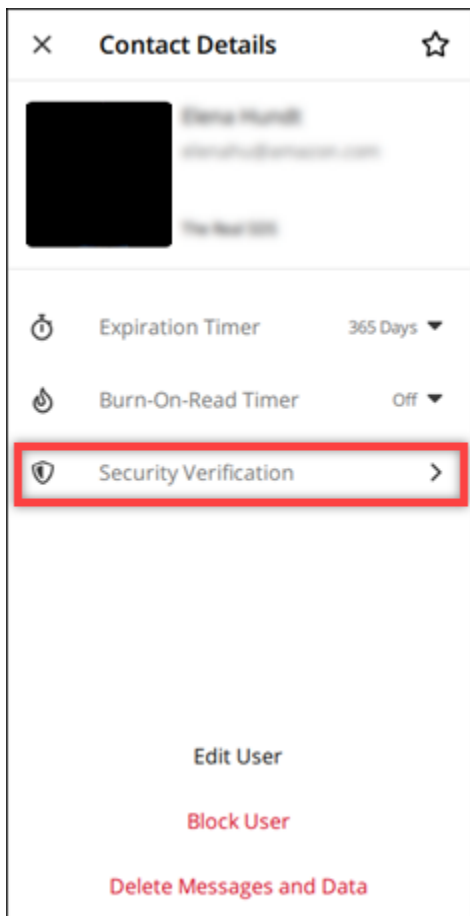 Contact Details
Expiration Timer
365 Days
Burn-On-Read Timer
Off
Security Verification
Edit User
Block User
Delete Messages and Data